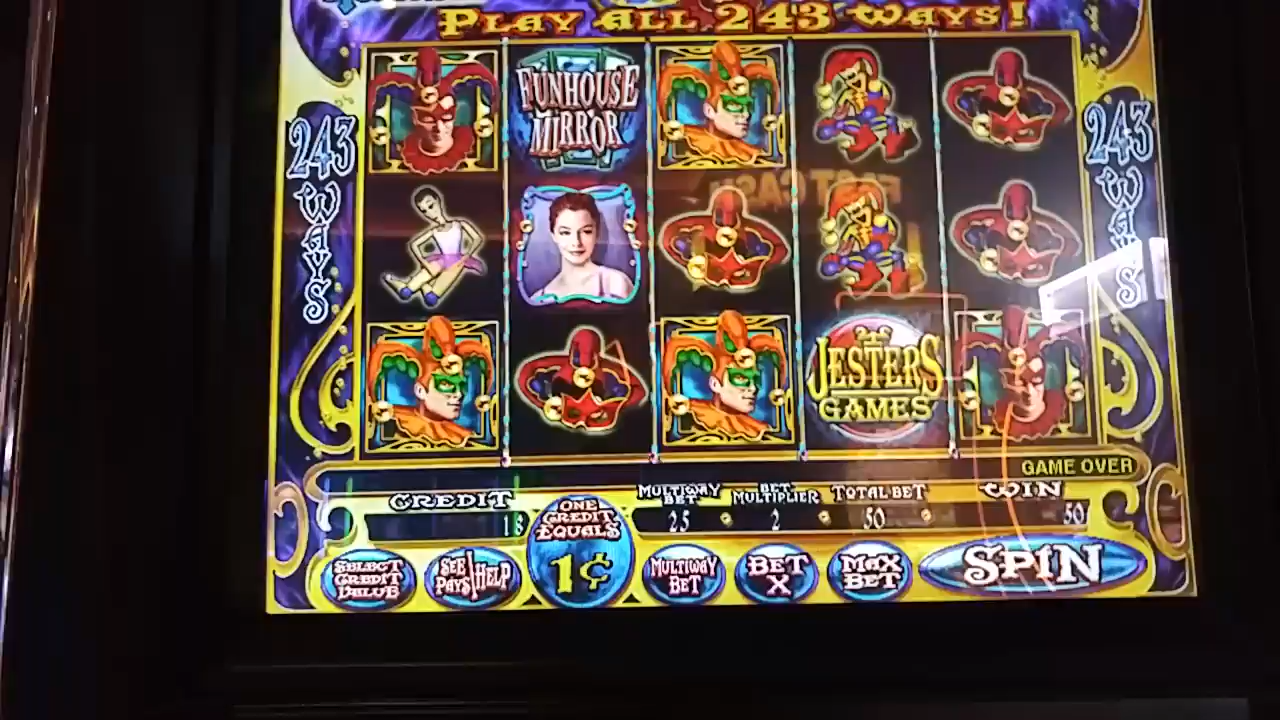 PLAY ALL 243 WAYS!
243 WAYS
FUNHOUSE
MIRROR
243 WAYS
FAST CASH
JESTERS
GAMES
GAME OVER
CREDIT
18
ONE
CREDIT
EQUALS
1¢
MULTIWAY
BET
25
BET
MULTIPLIER
2
TOTAL BET
50
WIN
50
SELECT
CREDIT
VALUE
SEE
PAYS/HELP
MULTIWAY
BET
BET
X
MAX
BET
SPIN